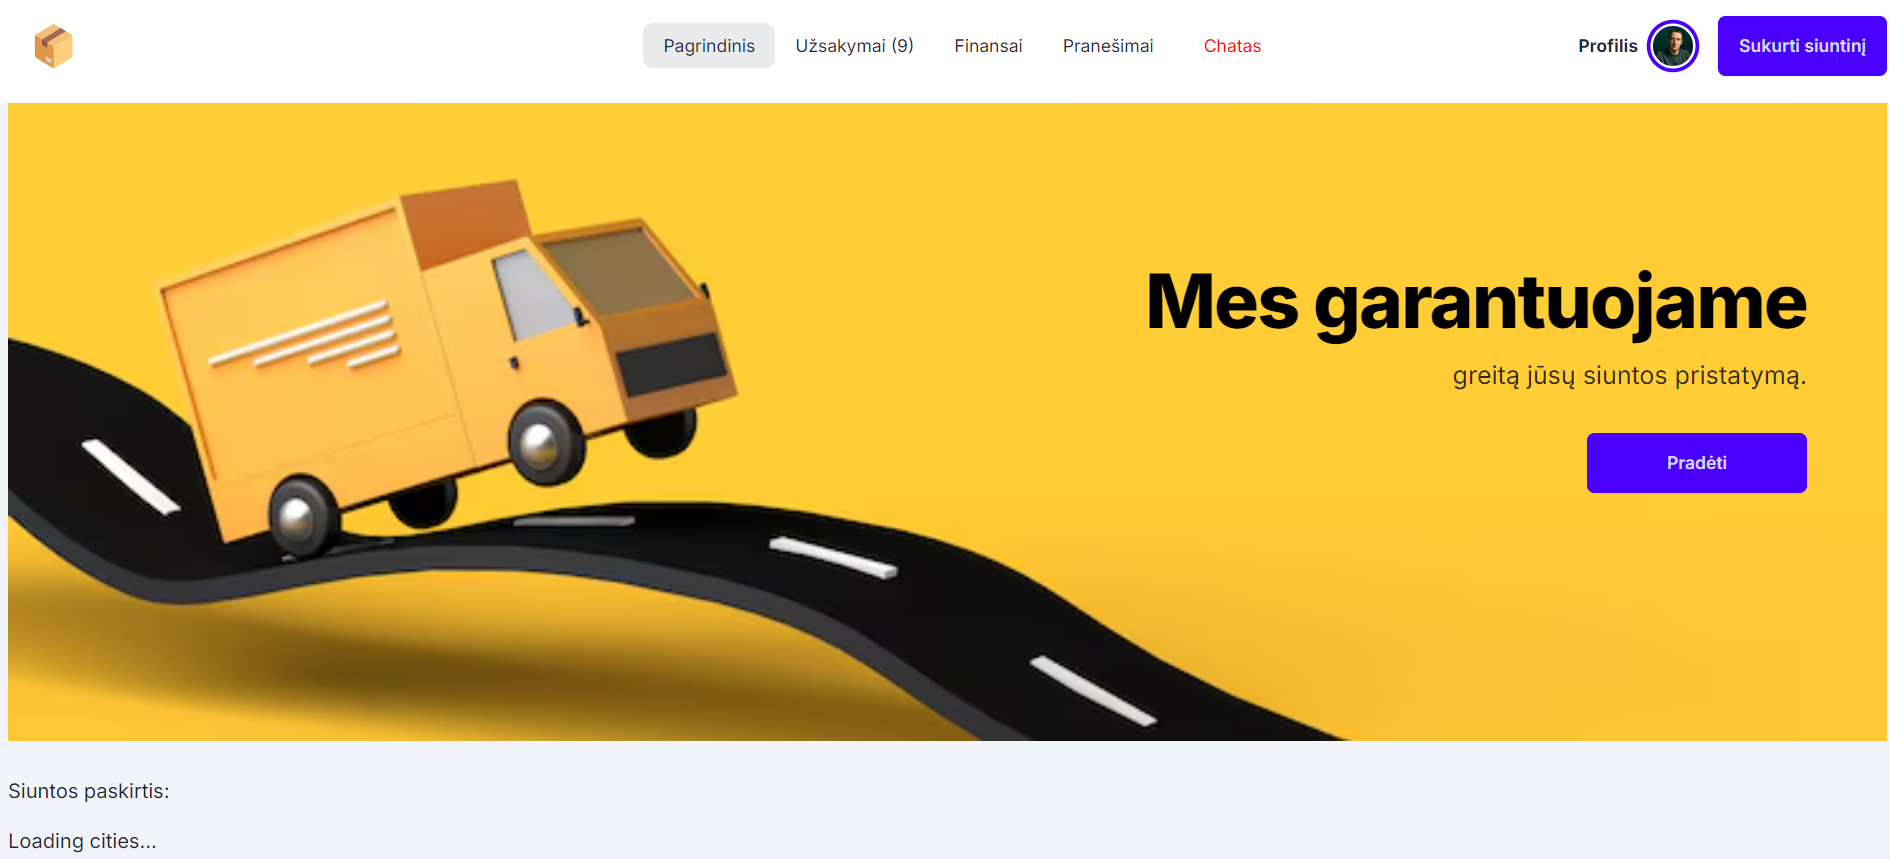 Pagrindinis
Užsakymai (9)
Finansai
Pranešimai
Chatas
Profilis
Sukurti siuntinį
Mes garantuojame
greitą jūsų siuntos pristatymą.
Pradėti
Siuntos paskirtis:
Loading cities...